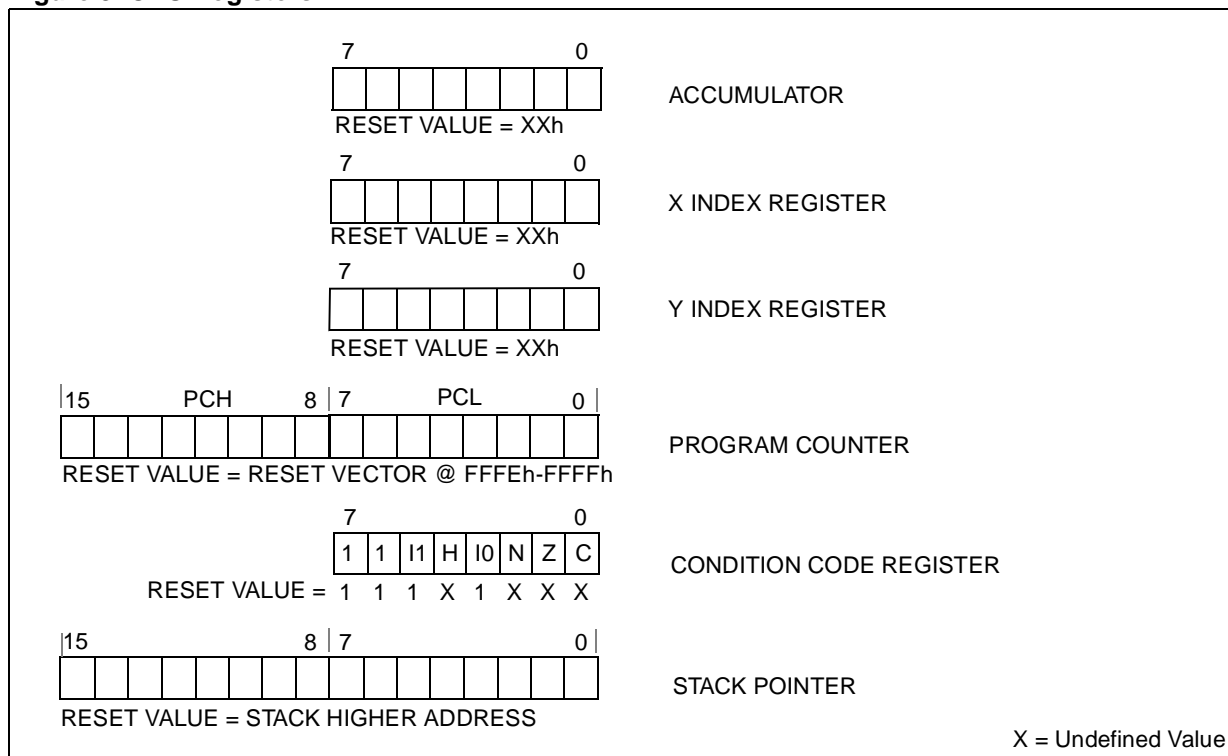 7 0
ACCUMULATOR
RESET VALUE = XXh
7 0
X INDEX REGISTER
RESET VALUE = XXh
7 0
Y INDEX REGISTER
RESET VALUE = XXh
15 PCH 8 7 PCL 0
PROGRAM COUNTER
RESET VALUE = RESET VECTOR @ FFFEh-FFFFh
7 0
1 1 I1 H I0 N Z C
CONDITION CODE REGISTER
RESET VALUE = 1 1 1 X 1 X X X
15 8 7 0
STACK POINTER
RESET VALUE = STACK HIGHER ADDRESS
X = Undefined Value